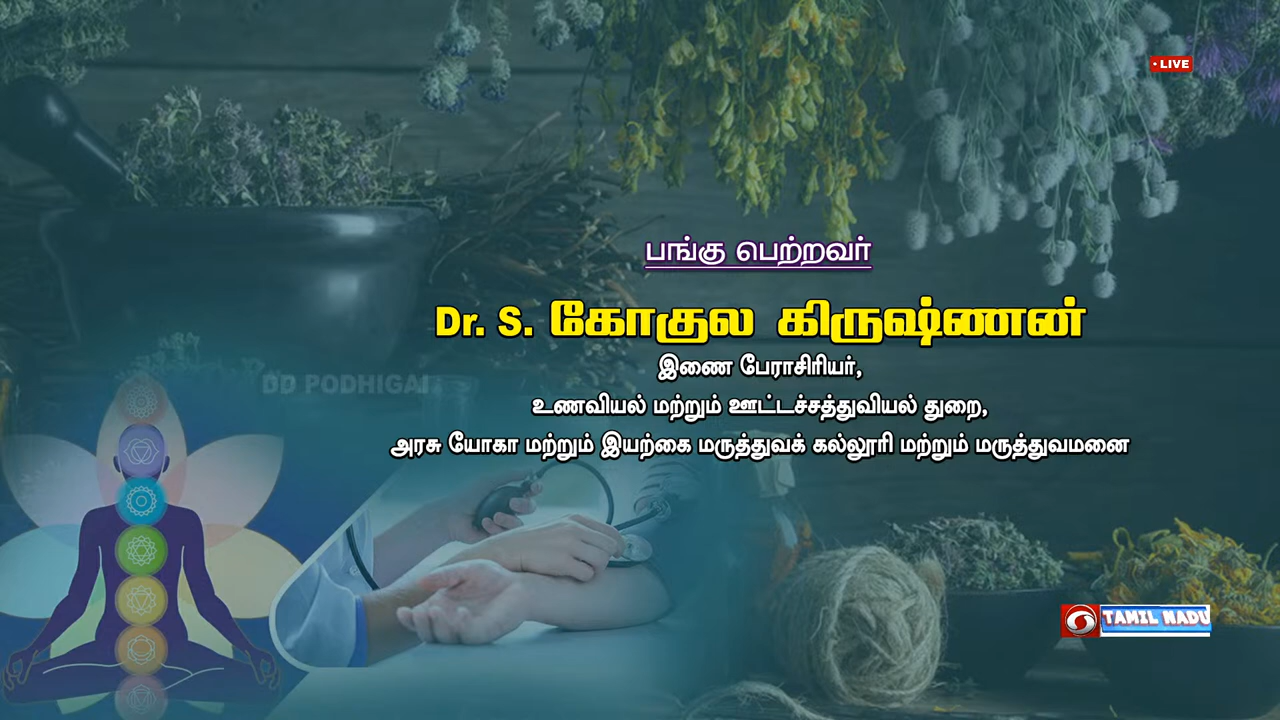 • LIVE
பங்கு பெற்றவர்
Dr. S. கோகுல கிருஷ்ணன்
இணை பேராசிரியர்,
DD PODHIGAI
உணவியல் மற்றும் ஊட்டச்சத்துவியல் துறை,
அரசு யோகா மற்றும் இயற்கை மருத்துவக் கல்லூரி மற்றும் மருத்துவமனை
TAMIL NADU